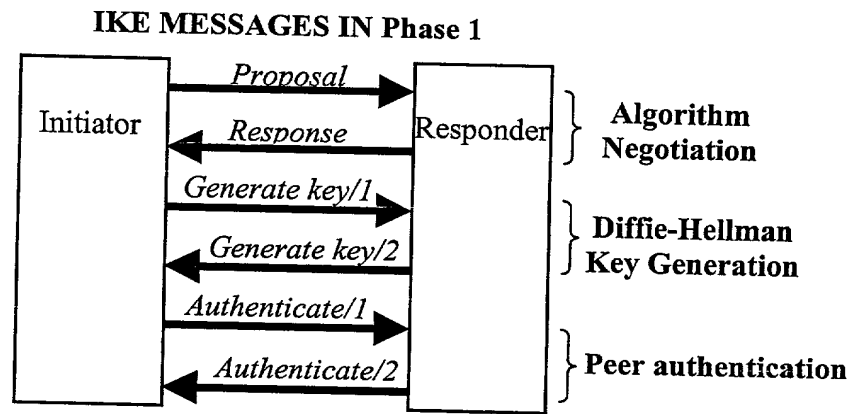 IKE MESSAGES IN Phase 1
Proposal
Initiator
Response
Responder
Algorithm
Negotiation
Generate key/1
Generate key/2
Diffie-Hellman
Key Generation
Authenticate/1
Authenticate/2
Peer authentication